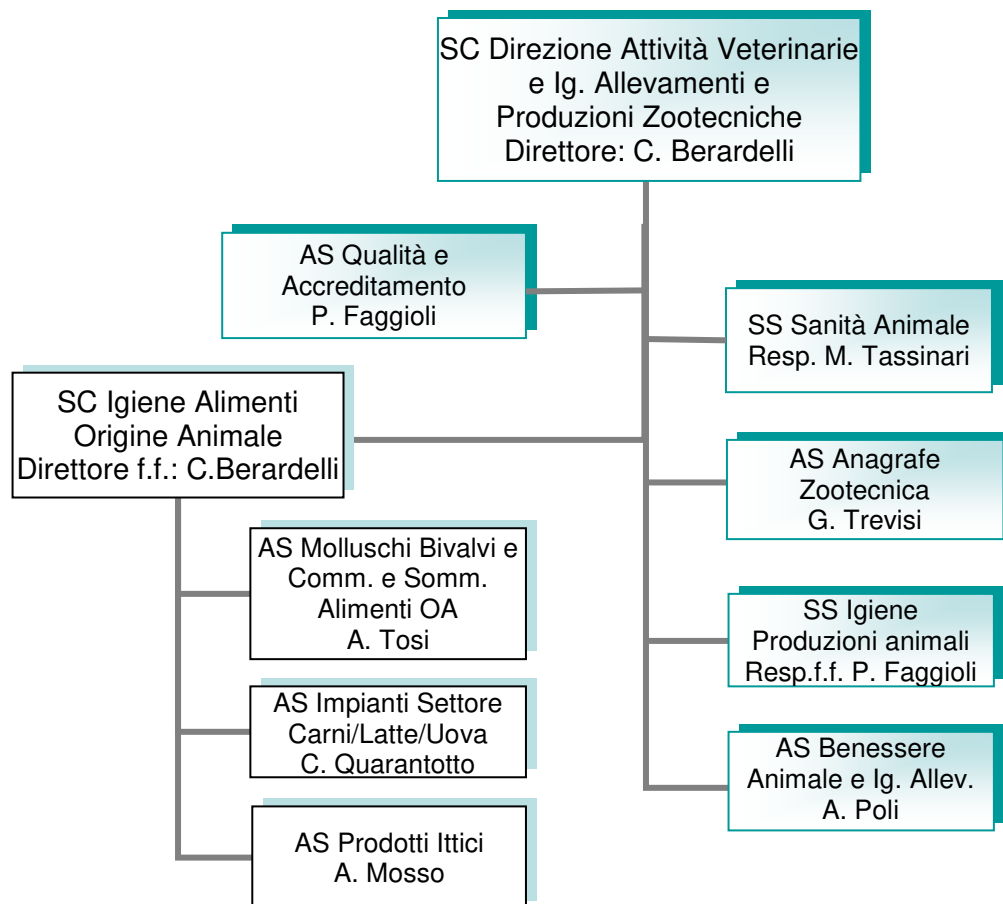 SC Direzione Attività Veterinarie
e Ig. Allevamenti e
Produzioni Zootecniche
Direttore: C. Berardelli
AS Qualità e
Accreditamento
P. Faggioli
SS Sanità Animale
Resp. M. Tassinari
SC Igiene Alimenti
Origine Animale
Direttore f.f.: C.Berardelli
AS Anagrafe
Zootecnica
G. Trevisi
AS Molluschi Bivalvi e
Comm. e Somm.
Alimenti OA
A. Tosi
SS Igiene
Produzioni animali
Resp.f.f. P. Faggioli
AS Impianti Settore
Carni/Latte/Uova
C. Quarantotto
AS Benessere
Animale e Ig. Allev.
A. Poli
AS Prodotti Ittici
A. Mosso